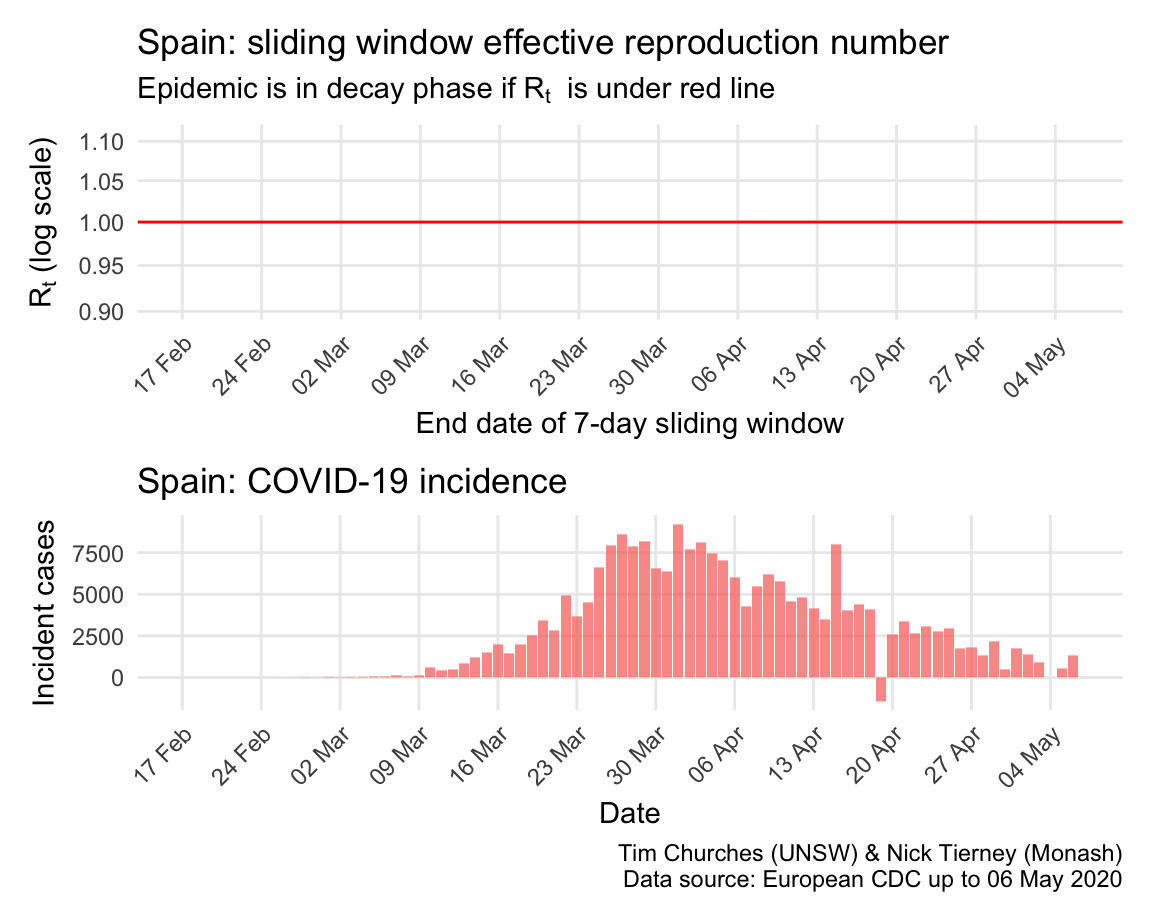 Spain: sliding window effective reproduction number
Epidemic is in decay phase if Rt is under red line
Rt (log scale)
1.10
1.05
1.00
0.95
0.90
17 Feb
24 Feb
02 Mar
09 Mar
16 Mar
23 Mar
30 Mar
06 Apr
13 Apr
20 Apr
27 Apr
04 May
End date of 7-day sliding window
Spain: COVID-19 incidence
Incident cases
7500
5000
2500
0
17 Feb
24 Feb
02 Mar
09 Mar
16 Mar
23 Mar
30 Mar
06 Apr
13 Apr
20 Apr
27 Apr
04 May
Date
Tim Churches (UNSW) & Nick Tierney (Monash)
Data source: European CDC up to 06 May 2020